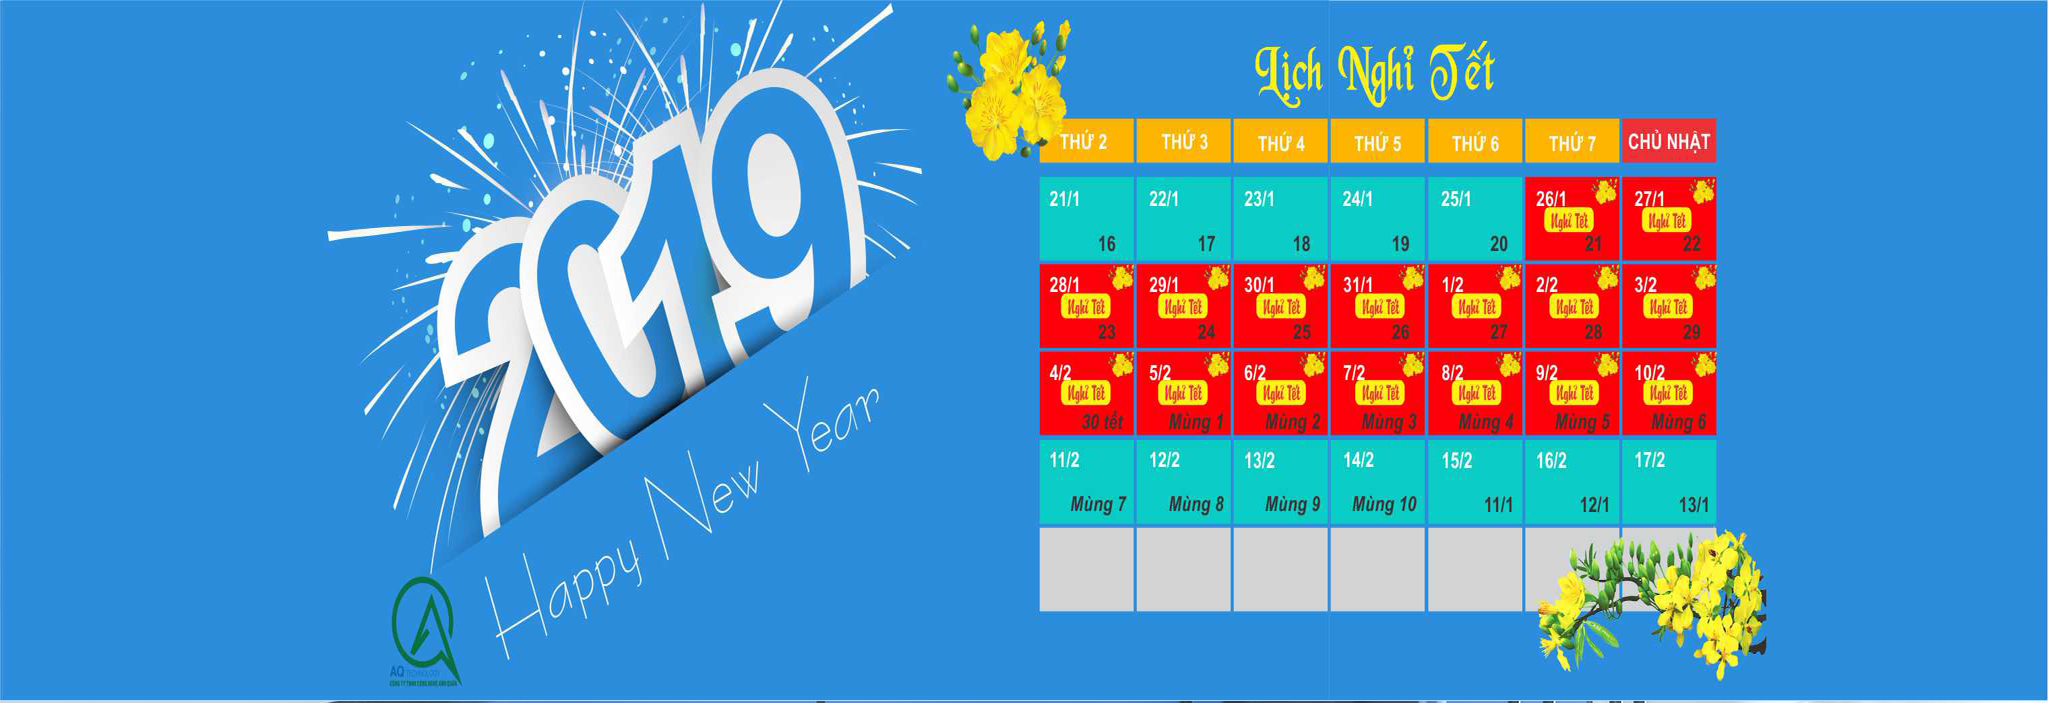 2019
Happy New Year
AQ TECHNOLOGY
Lịch Nghỉ Tết
THỨ 2 THỨ 3 THỨ 4 THỨ 5 THỨ 6 THỨ 7 CHỦ NHẬT
21/1 22/1 23/1 24/1 25/1 26/1 27/1
Nghỉ Tết Nghỉ Tết
16 17 18 19 20 21 22
28/1 29/1 30/1 31/1 1/2 2/2 3/2
Nghỉ Tết Nghỉ Tết Nghỉ Tết Nghỉ Tết Nghỉ Tết Nghỉ Tết Nghỉ Tết
23 24 25 26 27 28 29
4/2 5/2 6/2 7/2 8/2 9/2 10/2
Nghỉ Tết Nghỉ Tết Nghỉ Tết Nghỉ Tết Nghỉ Tết Nghỉ Tết Nghỉ Tết
30 tết Mùng 1 Mùng 2 Mùng 3 Mùng 4 Mùng 5 Mùng 6
11/2 12/2 13/2 14/2 15/2 16/2 17/2
Mùng 7 Mùng 8 Mùng 9 Mùng 10 11/1 12/1 13/1